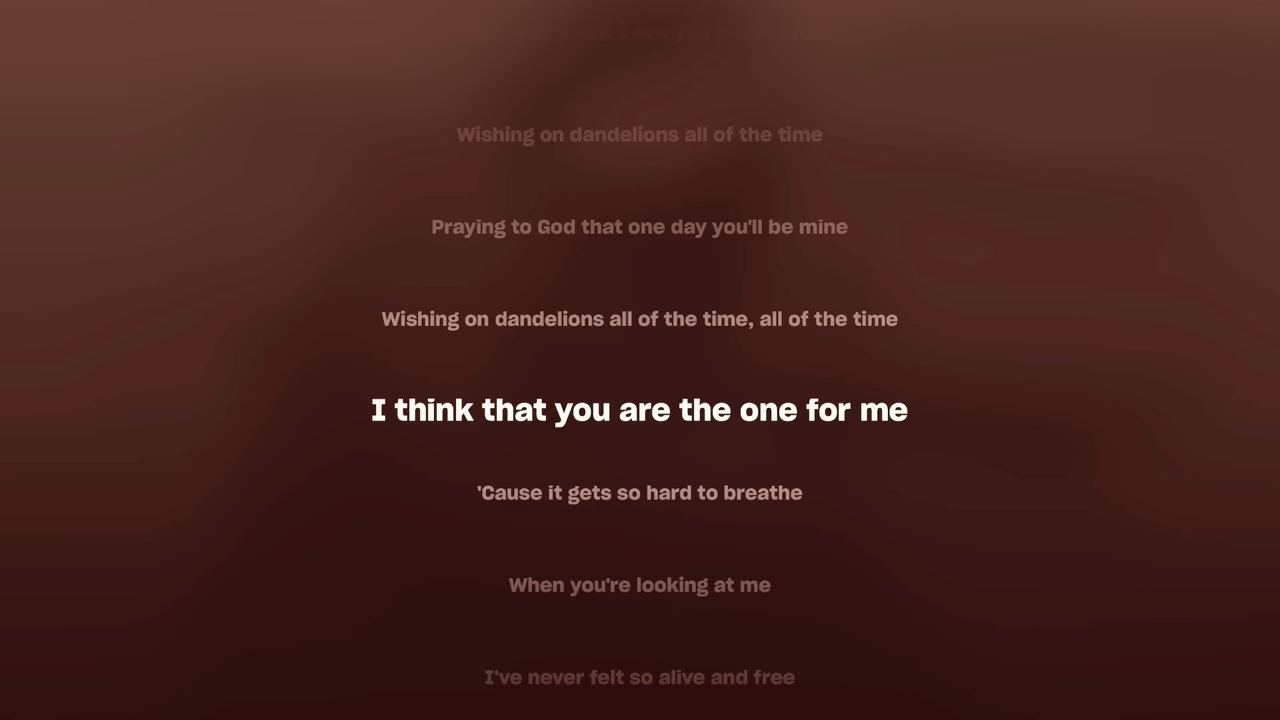 Wishing on dandelions all of the time
Praying to God that one day you'll be mine
Wishing on dandelions all of the time, all of the time
I think that you are the one for me
'Cause it gets so hard to breathe
When you're looking at me
I've never felt so alive and free